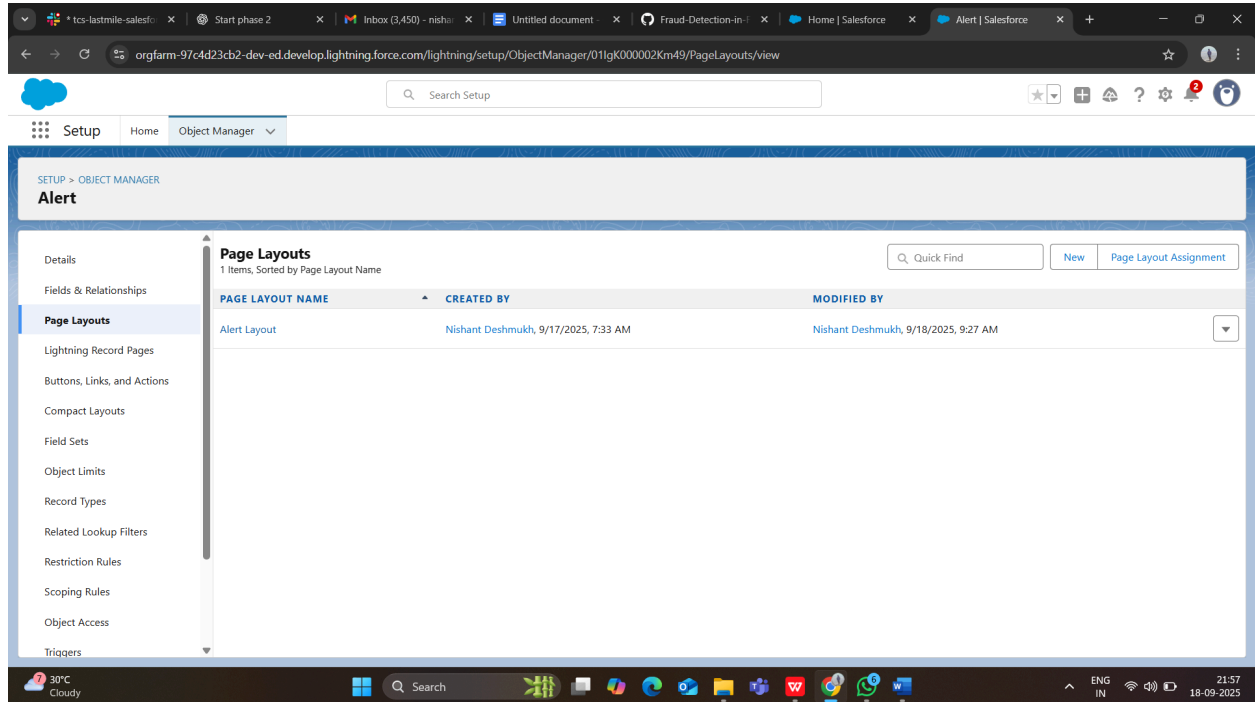 * tcs-lastmile-salesfo
Start phase 2
Inbox (3,450) - nishar
Untitled document -
Fraud-Detection-in-F
Home | Salesforce
Alert | Salesforce
orgfarm-97c4d23cb2-dev-ed.develop.lightning.force.com/lightning/setup/ObjectManager/01IgK000002Km49/PageLayouts/view
Search Setup
2
Setup
Home
Object Manager
SETUP > OBJECT MANAGER
Alert
Details
Fields & Relationships
Page Layouts
Lightning Record Pages
Buttons, Links, and Actions
Compact Layouts
Field Sets
Object Limits
Record Types
Related Lookup Filters
Restriction Rules
Scoping Rules
Object Access
Triggers
Page Layouts
1 Items, Sorted by Page Layout Name
Quick Find
New
Page Layout Assignment
PAGE LAYOUT NAME CREATED BY MODIFIED BY
Alert Layout Nishant Deshmukh, 9/17/2025, 7:33 AM Nishant Deshmukh, 9/18/2025, 9:27 AM
7
30°C
Cloudy
Search
W
1
6
W
ENG
IN
21:57
18-09-2025